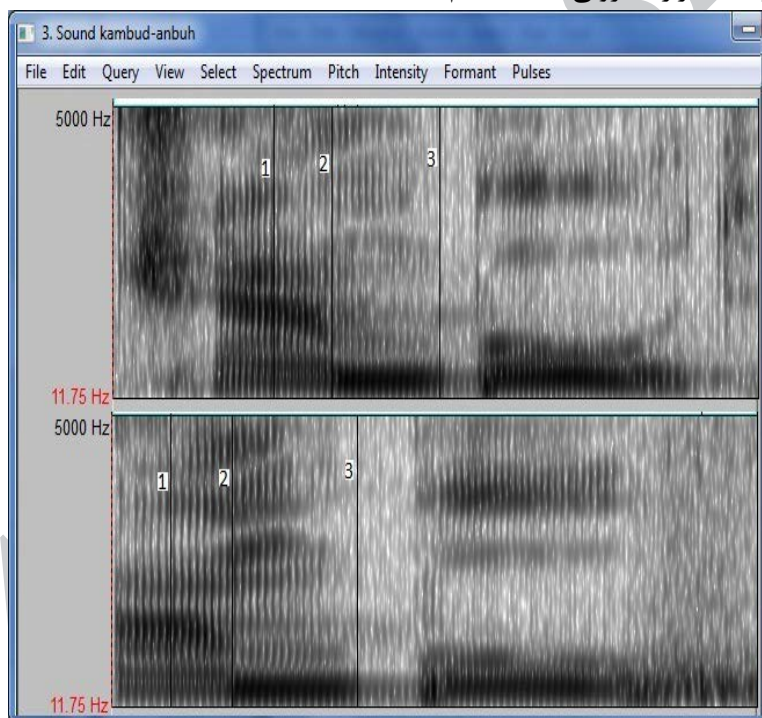 3. Sound kambud-anbuh
File Edit Query View Select Spectrum Pitch Intensity Formant Pulses
5000 Hz
1 2 3
11.75 Hz
5000 Hz
1 2 3
11.75 Hz